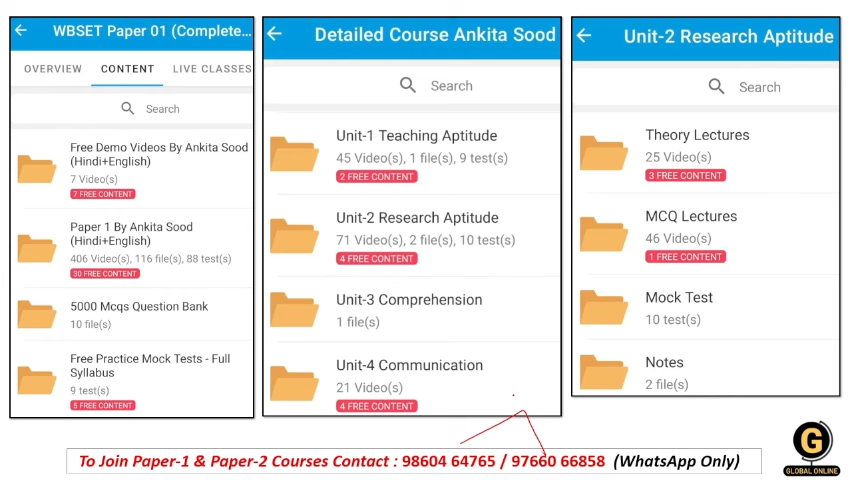 WBSET Paper 01 (Complete...
OVERVIEW CONTENT LIVE CLASSES
Search
Free Demo Videos By Ankita Sood
(Hindi+English)
7 Video(s)
7 FREE CONTENT
Paper 1 By Ankita Sood
(Hindi+English)
406 Video(s), 116 file(s), 88 test(s)
30 FREE CONTENT
5000 Mcqs Question Bank
10 file(s)
Free Practice Mock Tests - Full
Syllabus
9 test(s)
5 FREE CONTENT
Detailed Course Ankita Sood
Search
Unit-1 Teaching Aptitude
45 Video(s), 1 file(s), 9 test(s)
2 FREE CONTENT
Unit-2 Research Aptitude
71 Video(s), 2 file(s), 10 test(s)
4 FREE CONTENT
Unit-3 Comprehension
1 file(s)
Unit-4 Communication
21 Video(s)
4 FREE CONTENT
Unit-2 Research Aptitude
Search
Theory Lectures
25 Video(s)
3 FREE CONTENT
MCQ Lectures
46 Video(s)
1 FREE CONTENT
Mock Test
10 test(s)
Notes
2 file(s)
To Join Paper-1 & Paper-2 Courses Contact : 98604 64765 / 97660 66858 (WhatsApp Only)
G
GLOBAL ONLINE